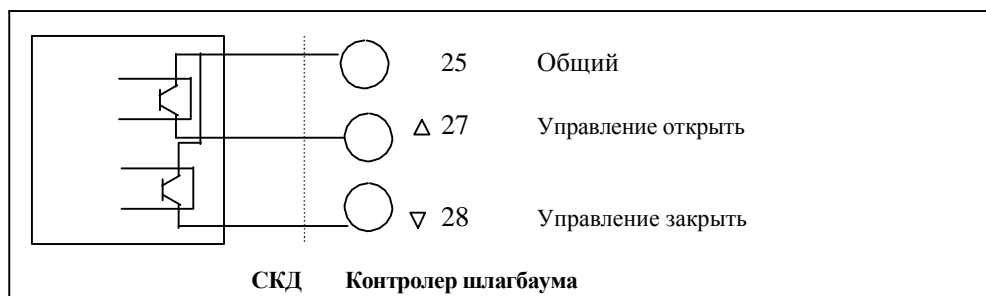 25 Общий
△ 27 Управление открыть
▽ 28 Управление закрыть
СКД Контролер шлагбаума